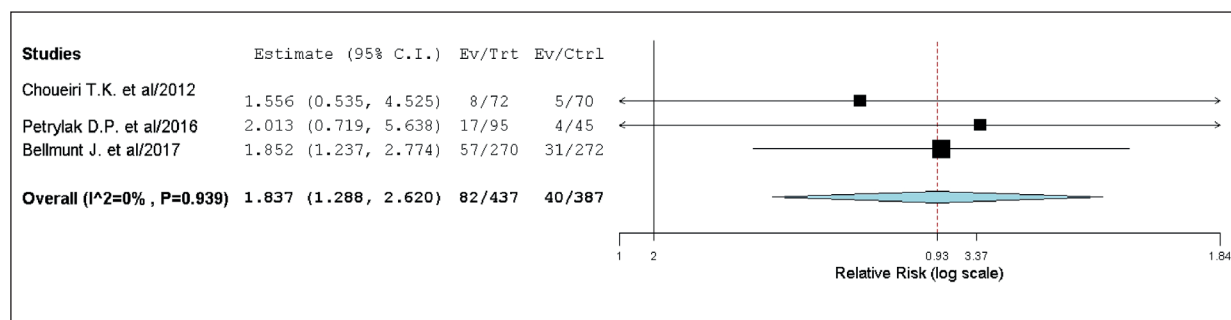 Studies Estimate (95% C.I.) Ev/Trt Ev/Ctrl
Choueiri T.K. et al/2012 1.556 (0.535, 4.525) 8/72 5/70
Petrylak D.P. et al/2016 2.013 (0.719, 5.638) 17/95 4/45
Bellmunt J. et al/2017 1.852 (1.237, 2.774) 57/270 31/272
Overall (I^2=0% , P=0.939) 1.837 (1.288, 2.620) 82/437 40/387
1 2 0.93 3.37 1.84
Relative Risk (log scale)